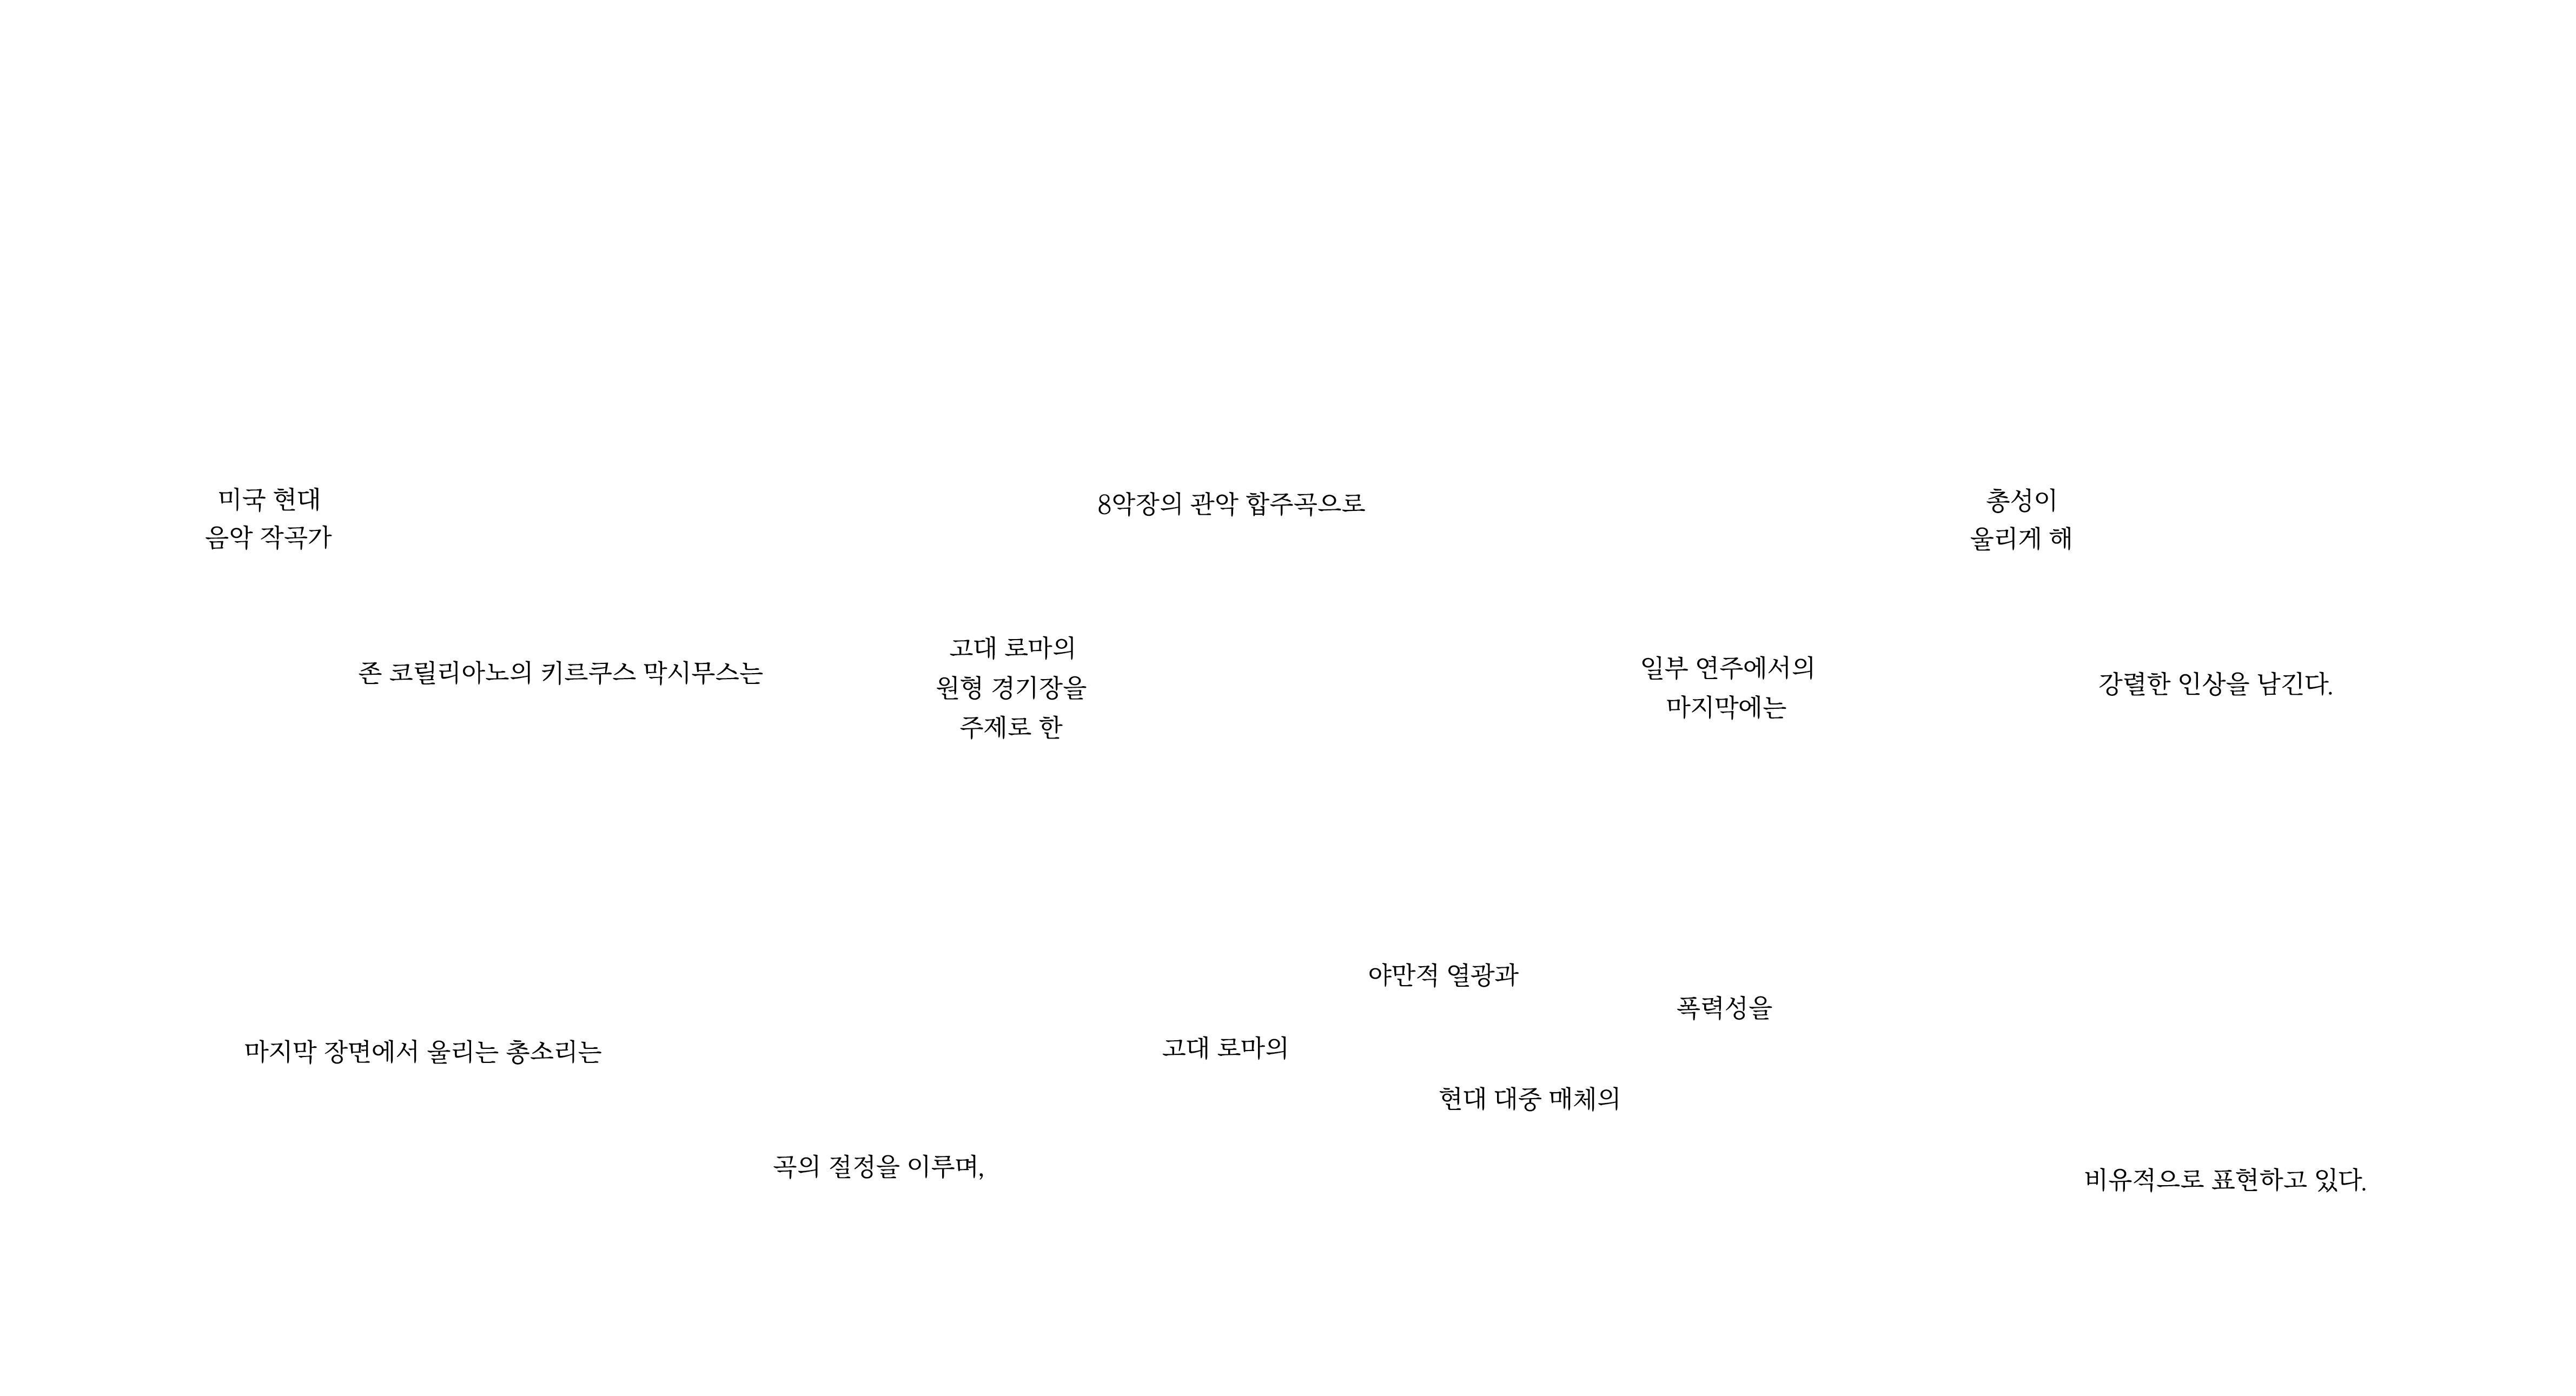 미국 현대
음악 작곡가
존 코릴리아노의 키르쿠스 막시무스는
고대 로마의
원형 경기장을
주제로 한
8악장의 관악 합주곡으로
일부 연주에서의
마지막에는
총성이
울리게 해
강렬한 인상을 남긴다.
마지막 장면에서 울리는 총소리는
곡의 절정을 이루며,
고대 로마의
야만적 열광과
현대 대중 매체의
폭력성을
비유적으로 표현하고 있다.